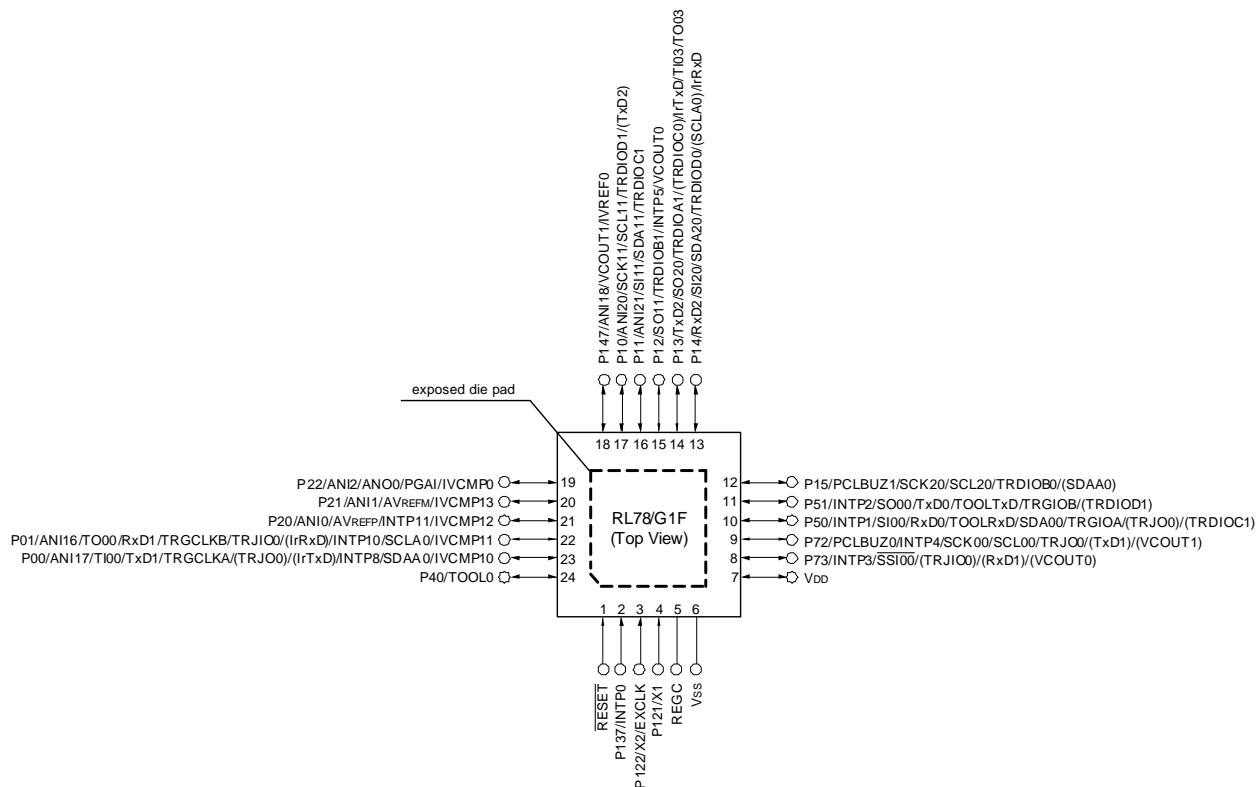 P147/ANI18/VCOUT1/IVREF0
P10/ANI20/SCK11/SCL11/TRDIOD1/(TxD2)
P11/ANI21/SI11/SDA11/TRDIOC1
P12/SO11/TRDIOB1/INTP5/VCOUT0
P13/TxD2/SO20/TRDIOA1/(TRDIOC0)/IrTxD/TI03/TO03
P14/RxD2/SI20/SDA20/TRDIOD0/(SCLA0)/IrRxD
exposed die pad
18 17 16 15 14 13
P22/ANI2/ANO0/PGAI/IVCMP0 19
P21/ANI1/AVREFM/IVCMP13 20
P20/ANI0/AVREFP/INTP11/IVCMP12 21
P01/ANI16/TO00/RxD1/TRGCLKB/TRJIO0/(IrRxD)/INTP10/SCLA0/IVCMP11 22
P00/ANI17/TI00/TxD1/TRGCLKA/(TRJO0)/(IrTxD)/INTP8/SDAA0/IVCMP10 23
P40/TOOL0 24
RL78/G1F
(Top View)
12 P15/PCLBUZ1/SCK20/SCL20/TRDIOB0/(SDAA0)
11 P51/INTP2/SO00/TxD0/TOOLTxD/TRGIOB/(TRDIOD1)
10 P50/INTP1/SI00/RxD0/TOOLRxD/SDA00/TRGIOA/(TRJO0)/(TRDIOC1)
9 P72/PCLBUZ0/INTP4/SCK00/SCL00/TRJO0/(TxD1)/(VCOUT1)
8 P73/INTP3/SSI00/(TRJIO0)/(RxD1)/(VCOUT0)
7 VDD
1 2 3 4 5 6
RESET
P137/INTP0
P122/X2/EXCLK
P121/X1
REGC
VSS